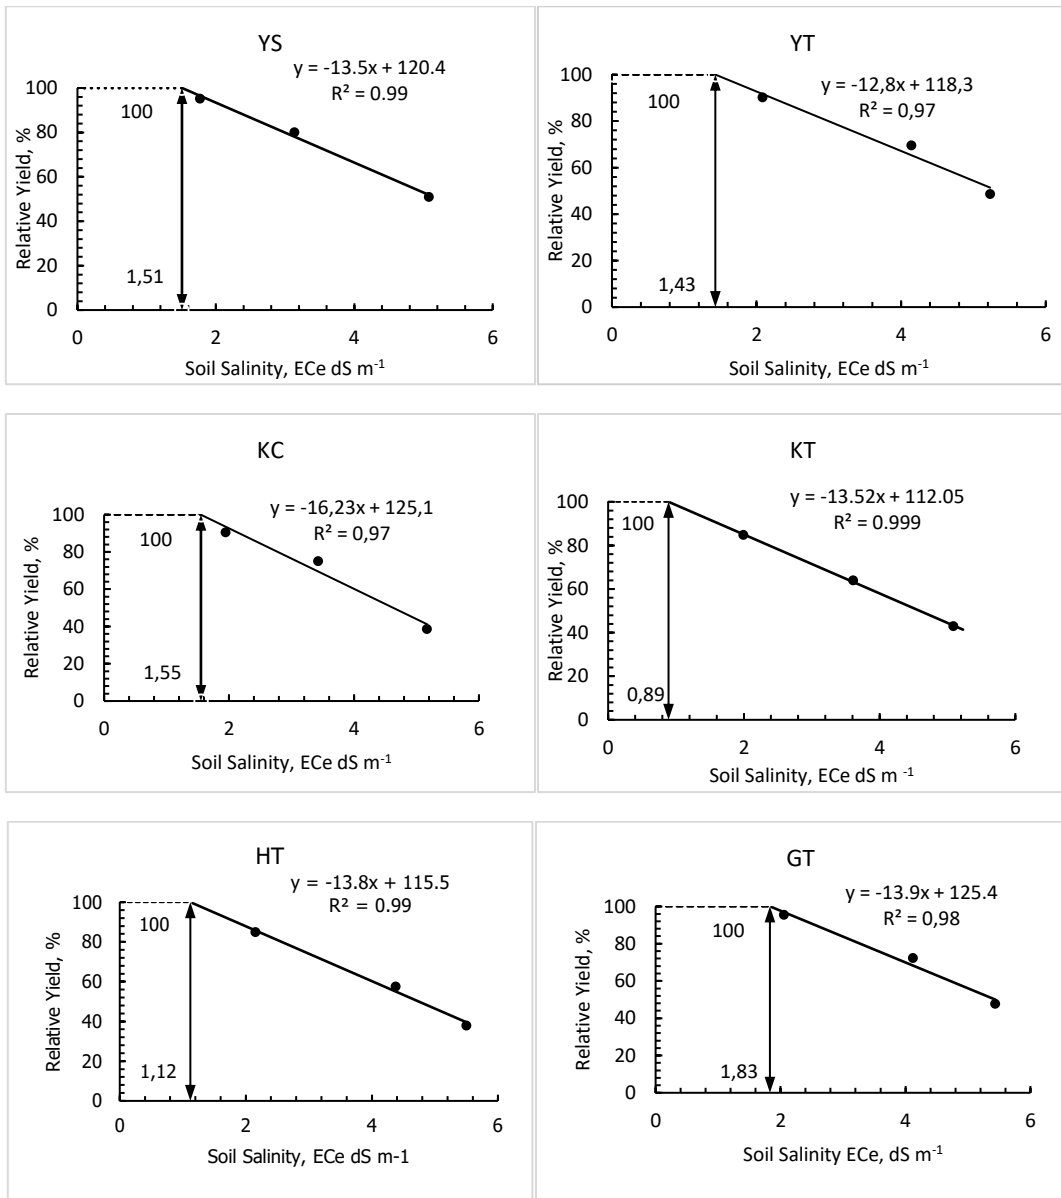 YS
y = -13.5x + 120.4
R² = 0.99
Relative Yield, %
100
80
60
40
20
0
100
1,51
0 2 4 6
Soil Salinity, ECe dS m⁻¹
YT
y = -12,8x + 118,3
R² = 0,97
Relative Yield, %
100
80
60
40
20
0
100
1,43
0 2 4 6
Soil Salinity, ECe dS m⁻¹
KC
y = -16,23x + 125,1
R² = 0,97
Relative Yield, %
100
80
60
40
20
0
100
1,55
0 2 4 6
Soil Salinity, ECe dS m⁻¹
KT
y = -13.52x + 112.05
R² = 0.999
Relative Yield, %
100
80
60
40
20
0
100
0,89
0 2 4 6
Soil Salinity, ECe dS m ⁻¹
HT
y = -13.8x + 115.5
R² = 0.99
Relative Yield, %
100
80
60
40
20
0
100
1,12
0 2 4 6
Soil Salinity, ECe dS m-1
GT
y = -13.9x + 125.4
R² = 0,98
Relative Yield, %
100
80
60
40
20
0
100
1,83
0 2 4 6
Soil Salinity ECe, dS m⁻¹